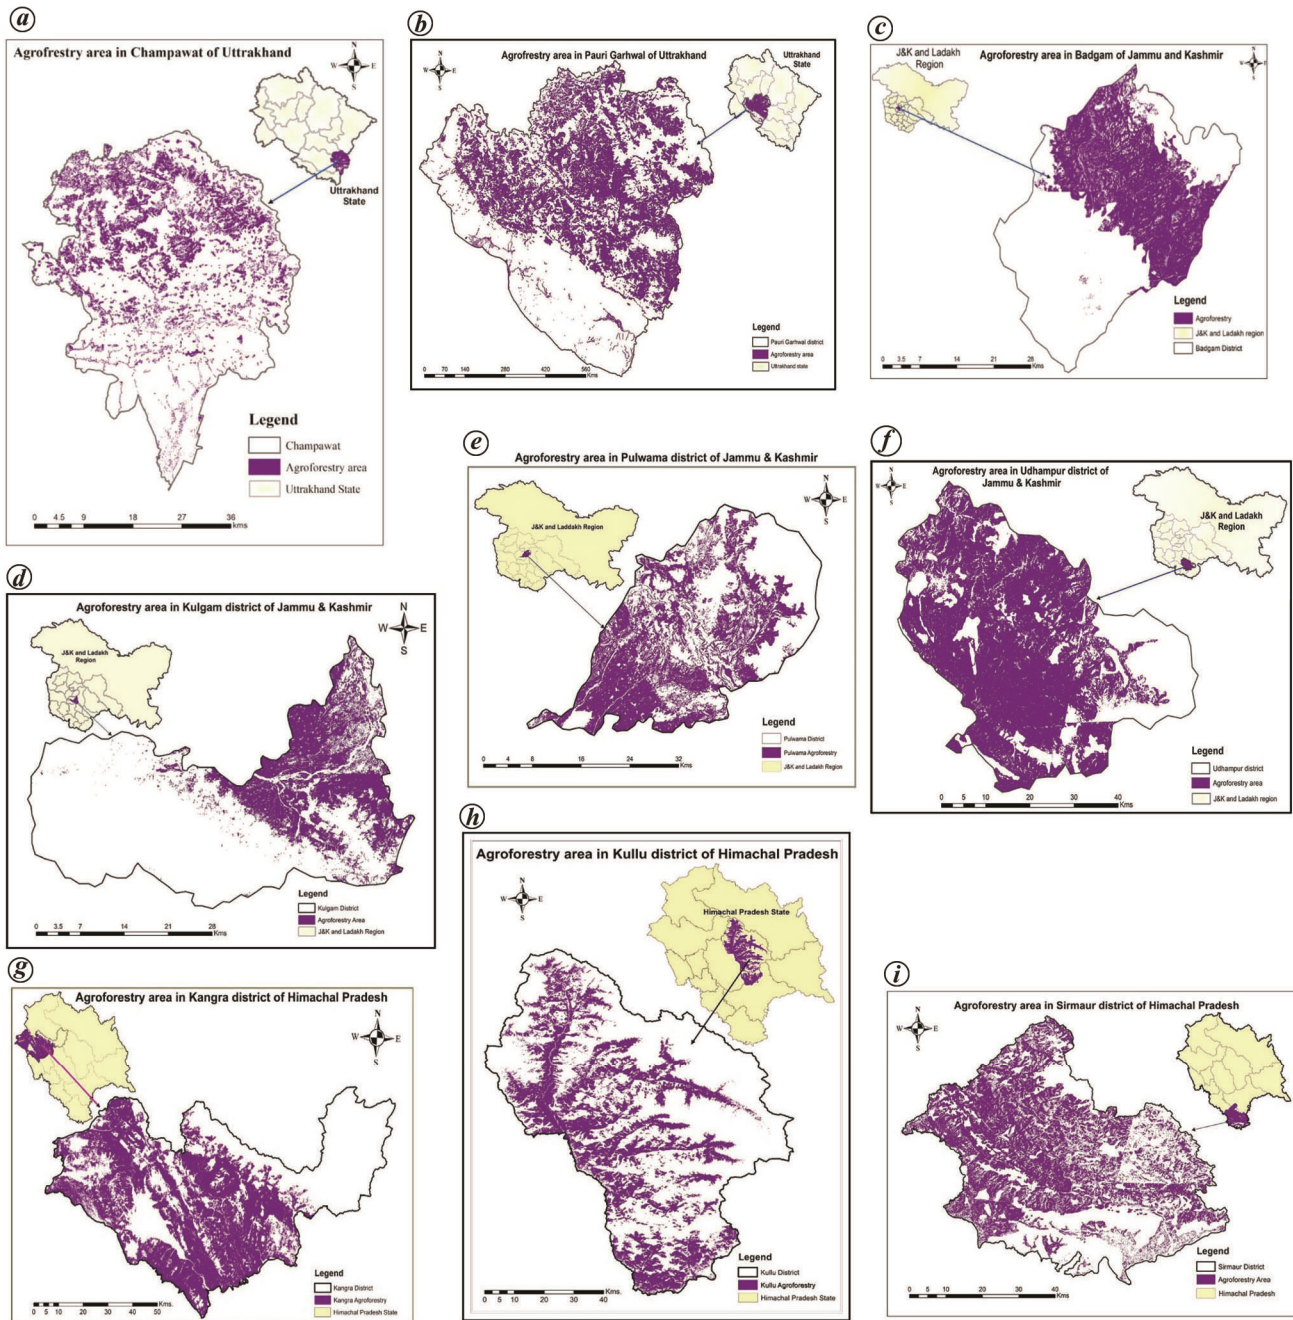 a
Agrofrestry area in Champawat of Uttrakhand
N
W E
S
Uttrakhand
State
Legend
Champawat
Agroforestry area
Uttrakhand State
0 4.5 9 18 27 36
kms
b
Agrofrestry area in Pauri Garhwal of Uttrakhand
N
W E
S
Uttrakhand
State
Legend
Pauri Garhwal district
Agroforestry area
Uttrakhand state
0 70 140 280 420 560
Kms
c
Agroforestry area in Badgam of Jammu and Kashmir
J&K and Ladakh
Region
N
W E
S
Legend
Agroforestry
J&K and Ladakh region
Badgam District
0 3.5 7 14 21 28
Kms
d
Agroforestry area in Kulgam district of Jammu & Kashmir
N
W E
S
J&K and Ladakh
Region
Legend
Kulgam District
Agroforestry Area
J&K and Ladakh Region
0 3.5 7 14 21 28
Kms
e
Agroforestry area in Pulwama district of Jammu & Kashmir
N
W E
S
J&K and Laddakh Region
Legend
Pulwama District
Pulwama Agroforestry
J&K and Ladakh Region
0 4 8 16 24 32
Kms
f
Agroforestry area in Udhampur district of
Jammu & Kashmir
N
W E
S
J&K and Ladakh
Region
Legend
Udhampur district
Agroforestry area
J&K and Ladakh region
0 5 10 20 30 40
Kms
g
Agroforestry area in Kangra district of Himachal Pradesh
N
W E
S
Legend
Kangra District
Kangra Agroforestry
Himachal Pradesh State
0 5 10 20 30 40 50
Kms.
h
Agroforestry area in Kullu district of Himachal Pradesh
N
W E
S
Himachal Pradesh State
Legend
Kullu District
Kullu Agroforestry
Himachal Pradesh State
0 5 10 20 30 40
Kms.
i
Agroforestry area in Sirmaur district of Himachal Pradesh
N
W E
S
Legend
Sirmaur District
Agroforestry Area
Himachal Pradesh
0 5 10 20 30 40
Kms